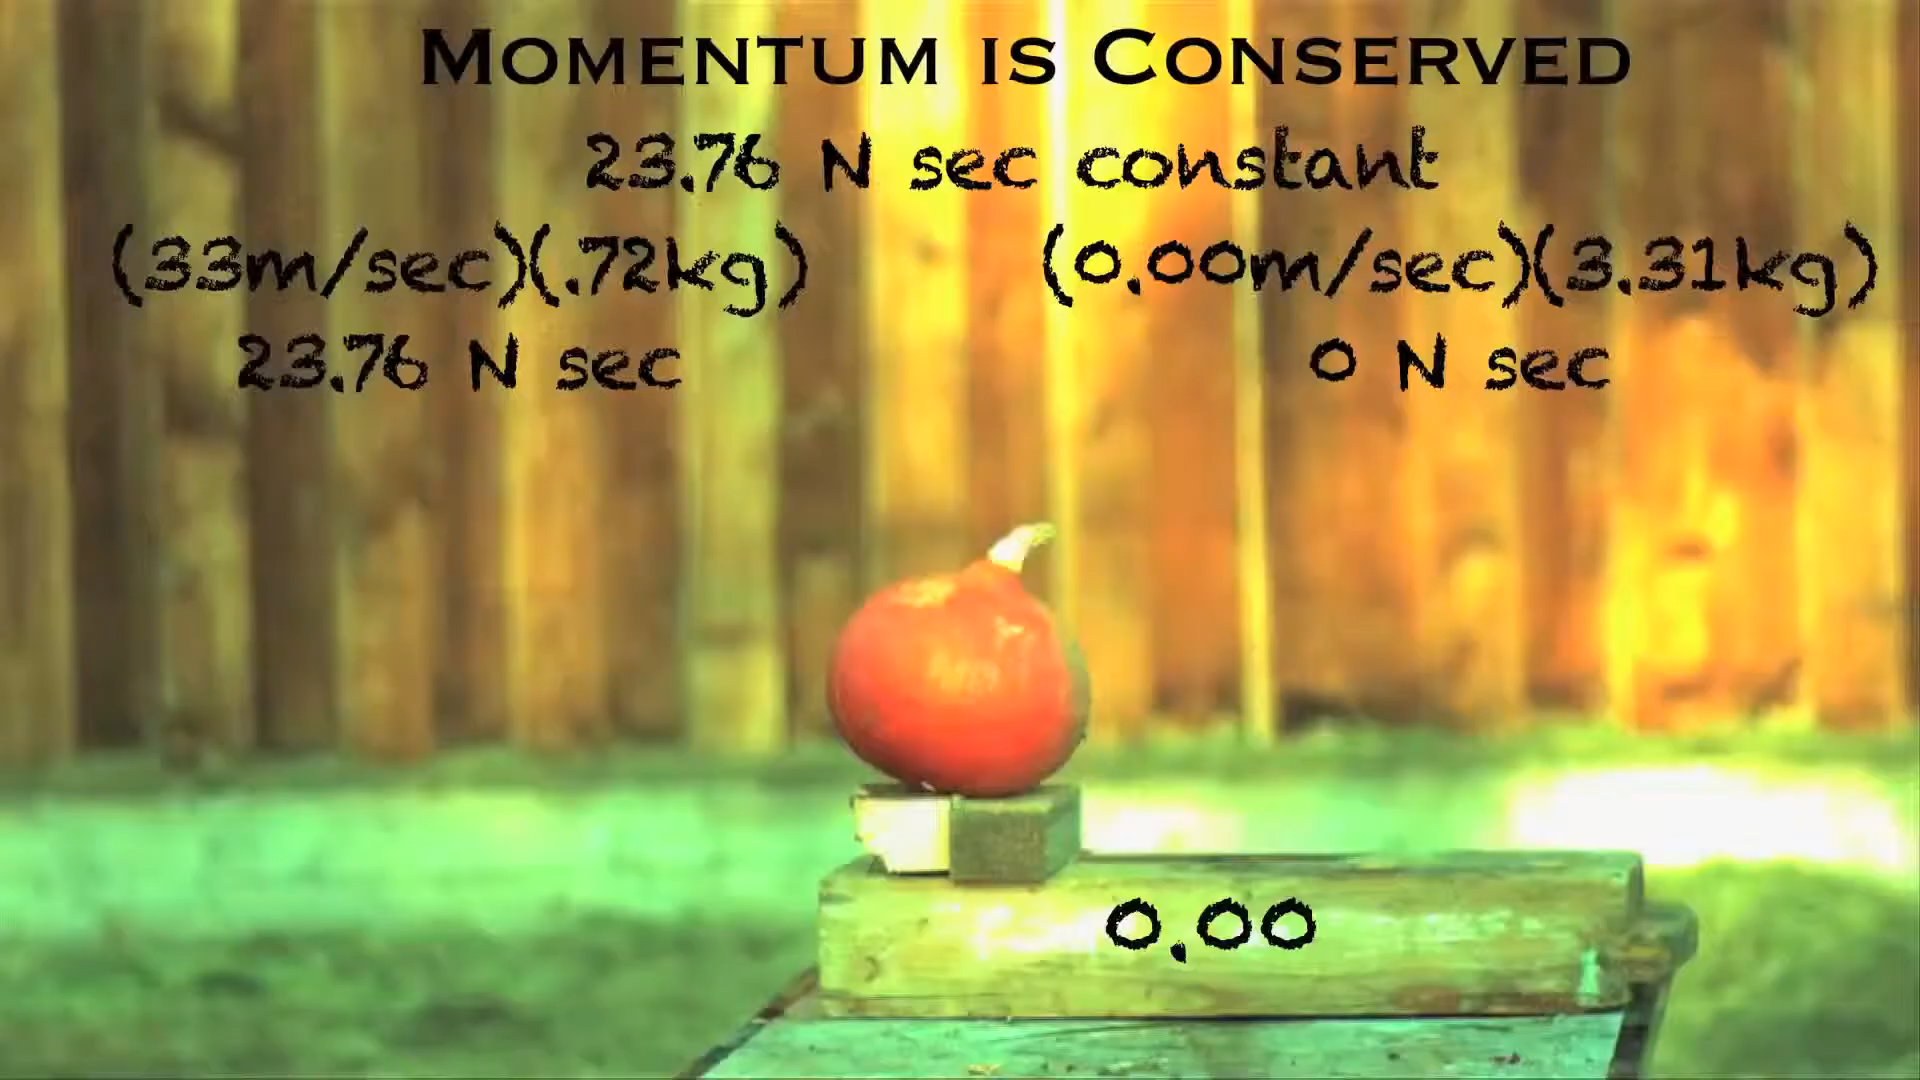 MOMENTUM IS CONSERVED
23.76 N sec constant
(33m/sec)(.72kg) (0.00m/sec)(3.31kg)
23.76 N sec 0 N sec
0.00